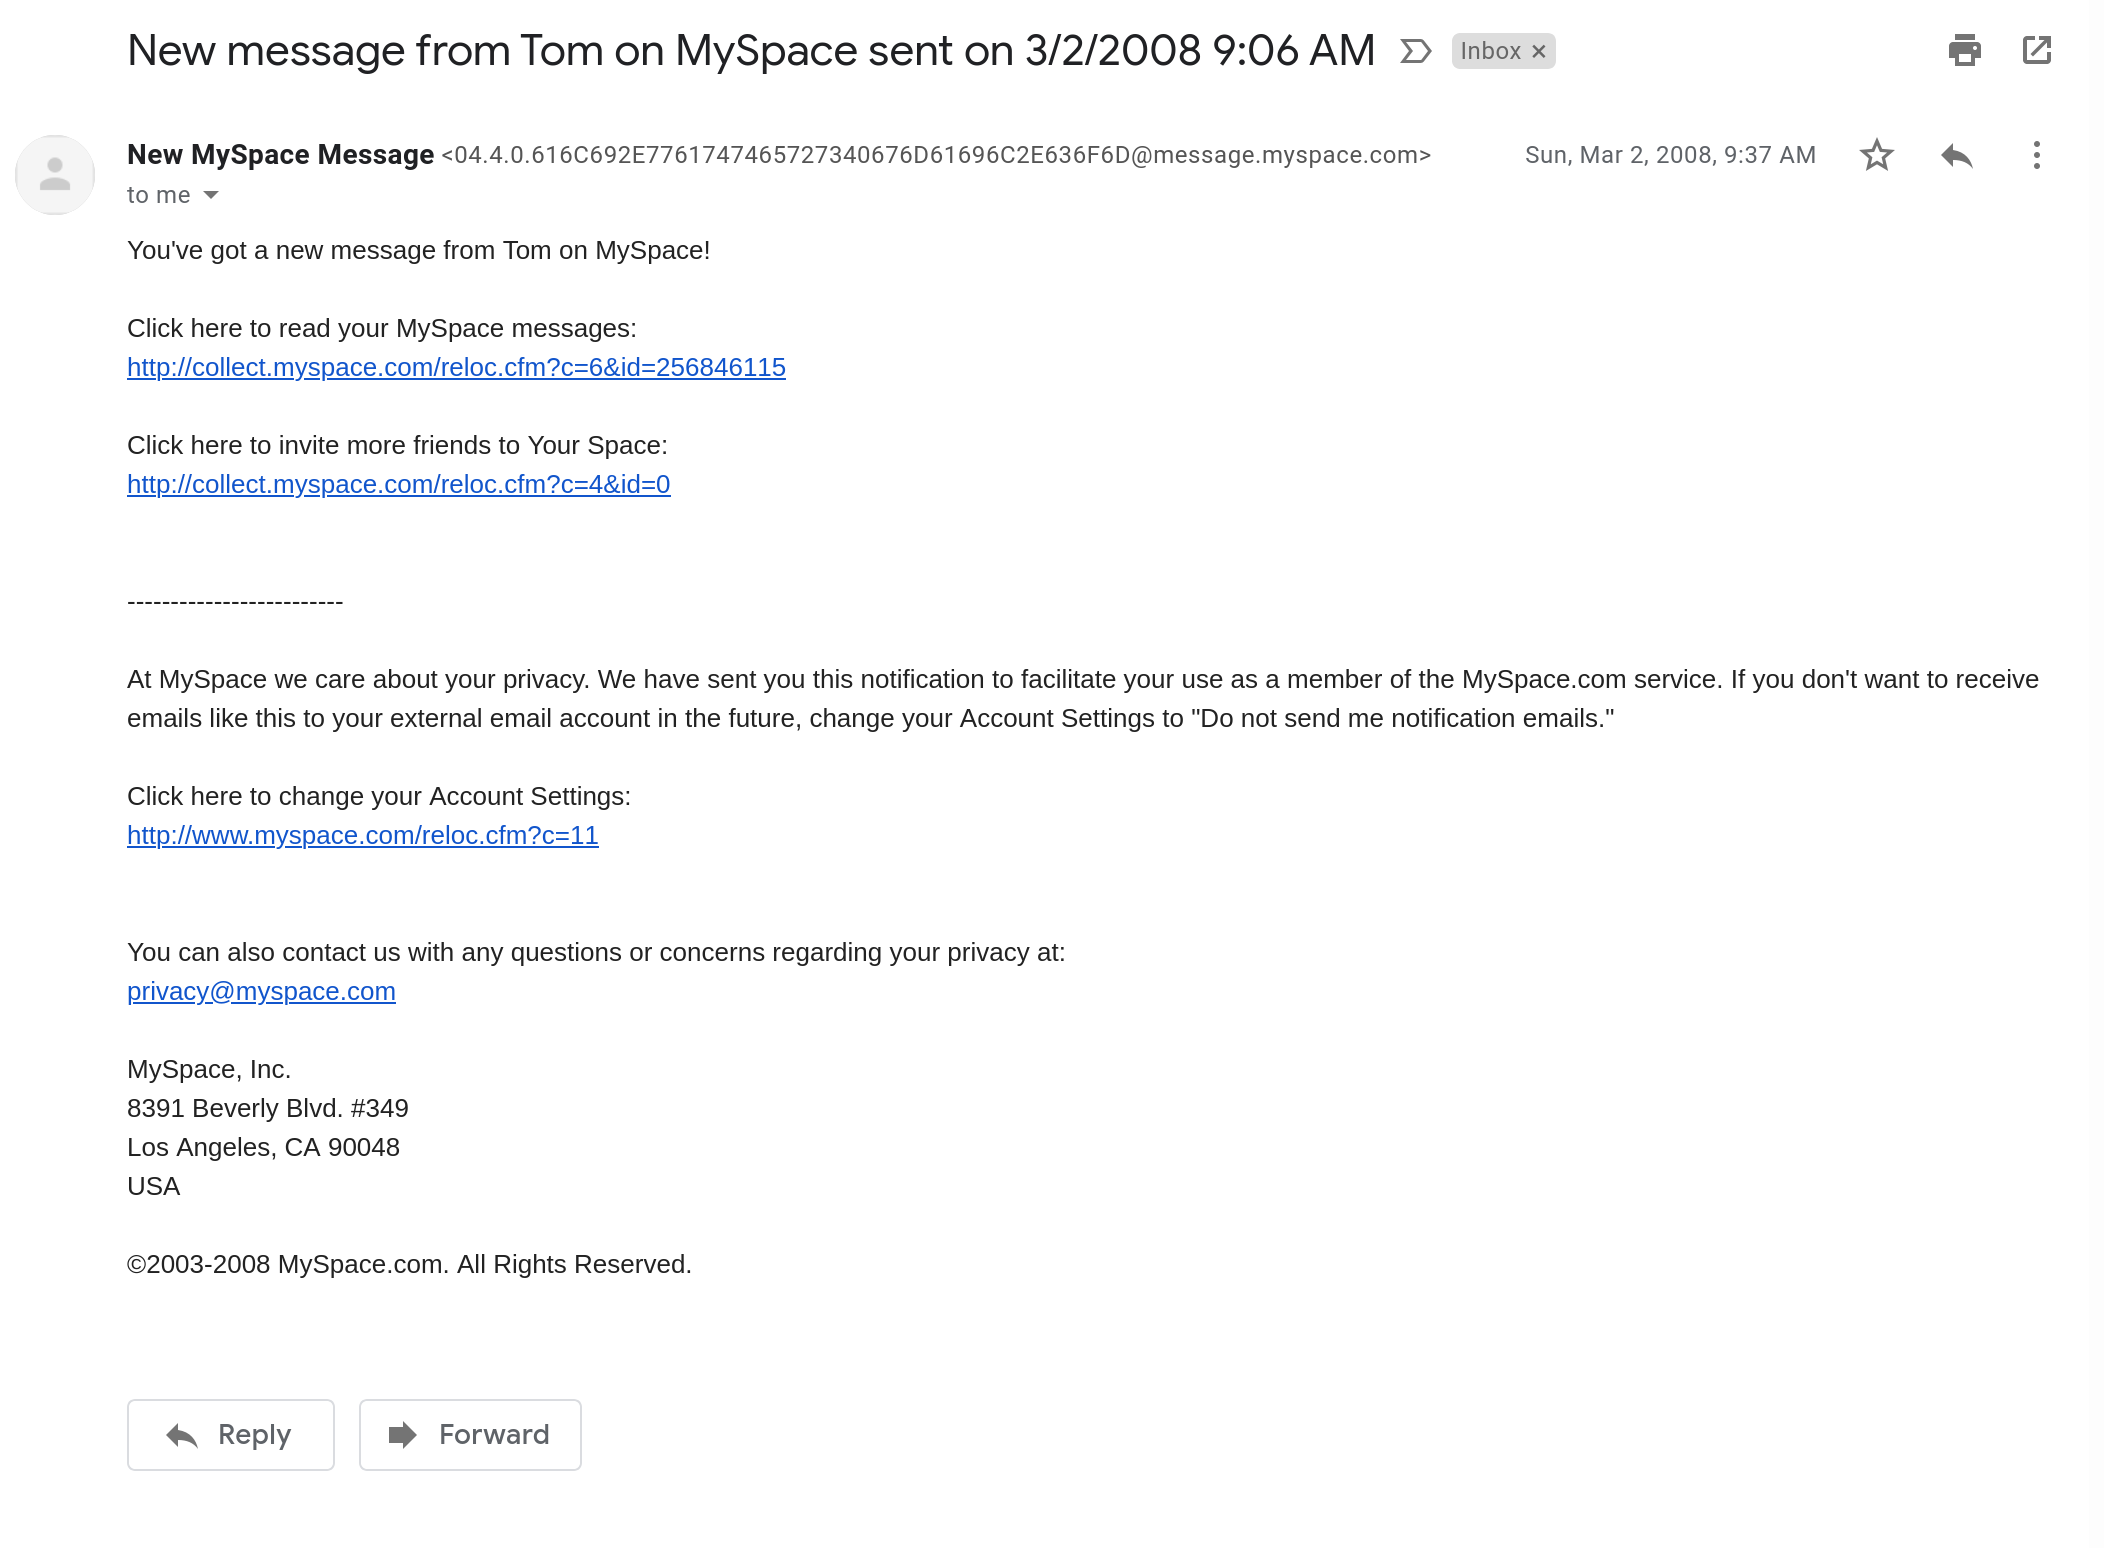 New message from Tom on MySpace sent on 3/2/2008 9:06 AM Inbox ×
New MySpace Message <04.4.0.616C692E7761747465727340676D61696C2E636F6D@message.myspace.com> Sun, Mar 2, 2008, 9:37 AM
to me
You've got a new message from Tom on MySpace!
Click here to read your MySpace messages:
http://collect.myspace.com/reloc.cfm?c=6&id=256846115
Click here to invite more friends to Your Space:
http://collect.myspace.com/reloc.cfm?c=4&id=0
-------------------------
At MySpace we care about your privacy. We have sent you this notification to facilitate your use as a member of the MySpace.com service. If you don't want to receive
emails like this to your external email account in the future, change your Account Settings to "Do not send me notification emails."
Click here to change your Account Settings:
http://www.myspace.com/reloc.cfm?c=11
You can also contact us with any questions or concerns regarding your privacy at:
privacy@myspace.com
MySpace, Inc.
8391 Beverly Blvd. #349
Los Angeles, CA 90048
USA
©2003-2008 MySpace.com. All Rights Reserved.
Reply Forward